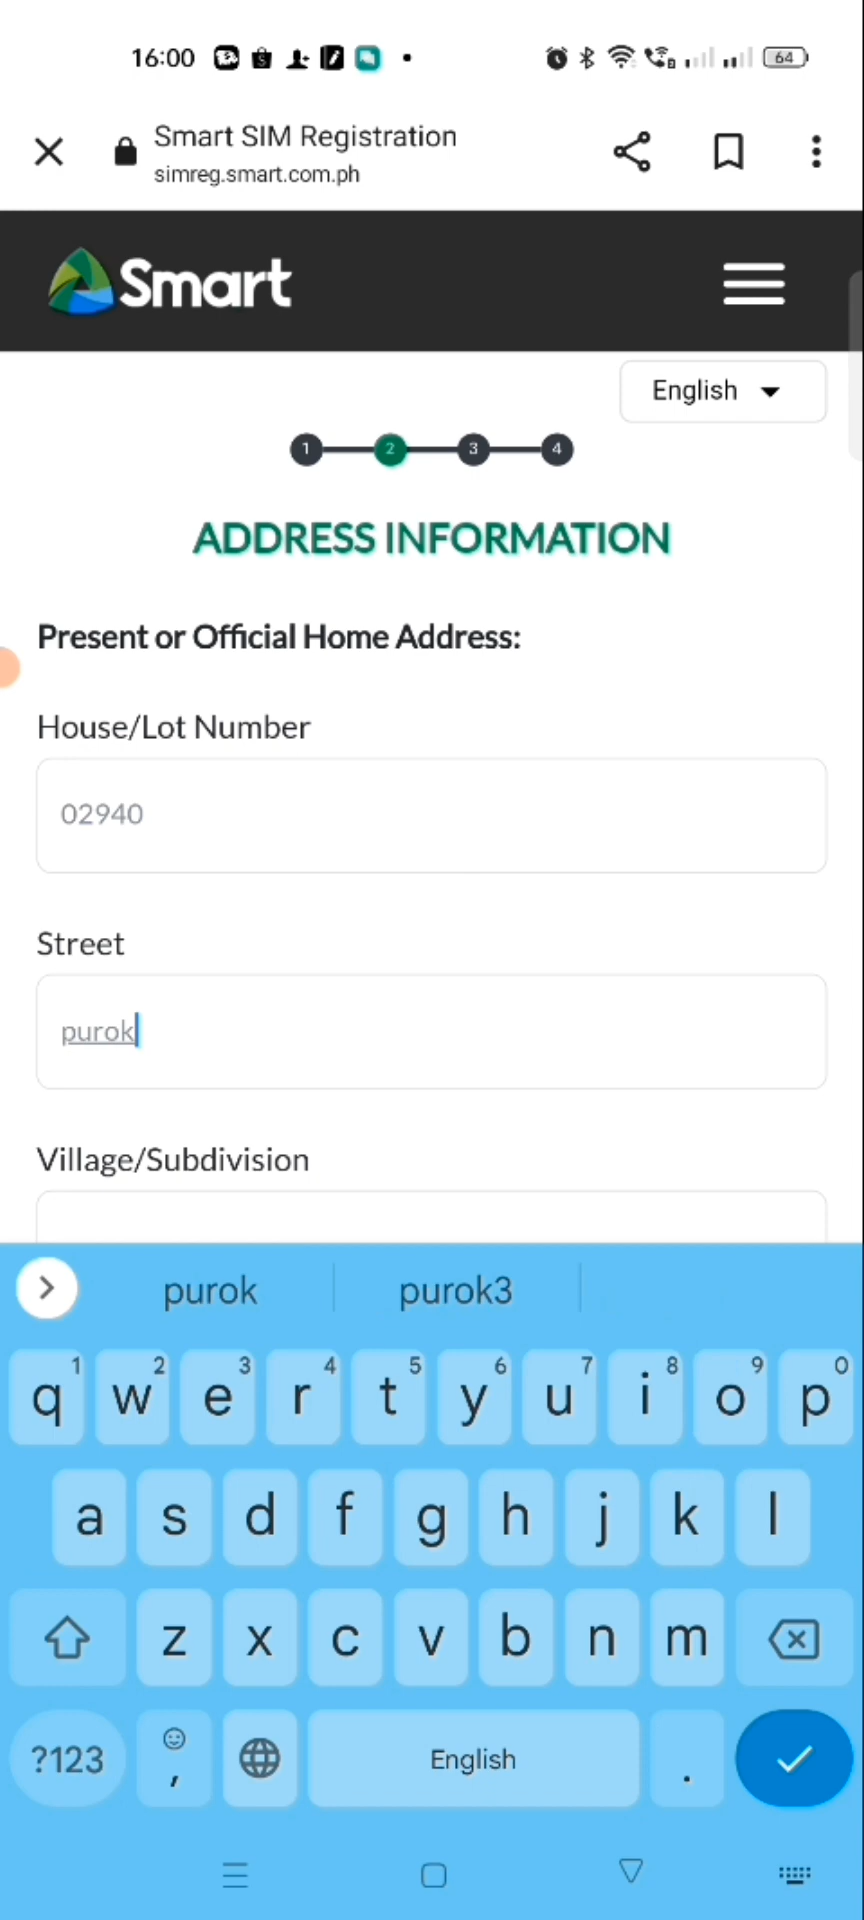 16:00
64
Smart SIM Registration
simreg.smart.com.ph
Smart
English
1 2 3 4
ADDRESS INFORMATION
Present or Official Home Address:
House/Lot Number
02940
Street
purok
Village/Subdivision
purok purok3
1 2 3 4 5 6 7 8 9 0
q w e r t y u i o p
a s d f g h j k l
z x c v b n m
?123 , English .